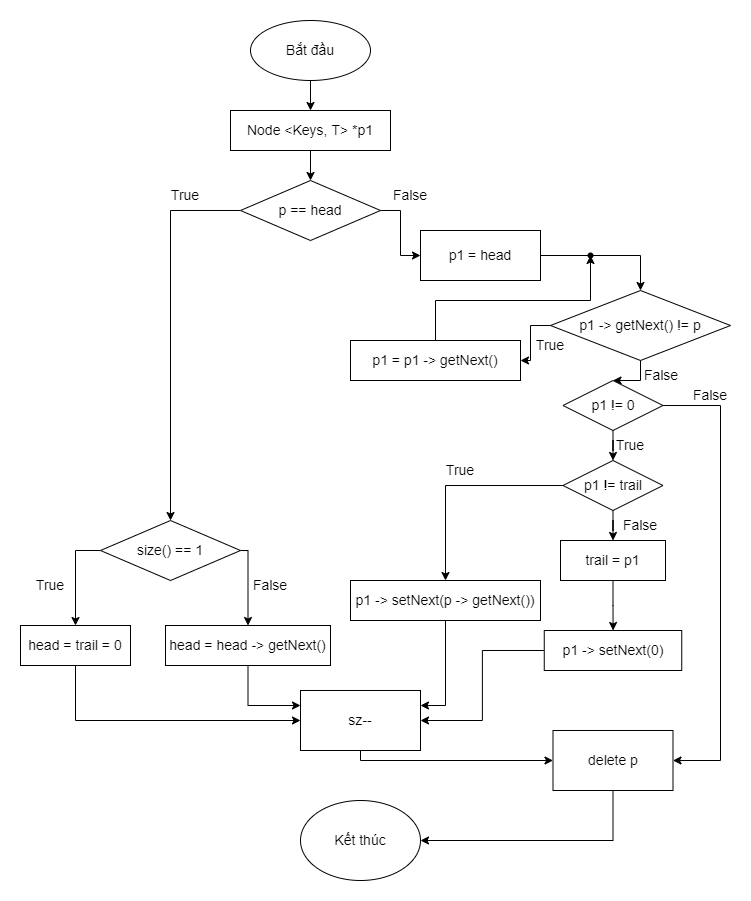 Bắt đầu
Node <Keys, T> *p1
p == head
True
False
p1 = head
p1 -> getNext() != p
True
p1 = p1 -> getNext()
False
p1 != 0
False
True
p1 != trail
True
False
trail = p1
size() == 1
True
False
p1 -> setNext(p -> getNext())
head = trail = 0
head = head -> getNext()
p1 -> setNext(0)
sz--
delete p
Kết thúc